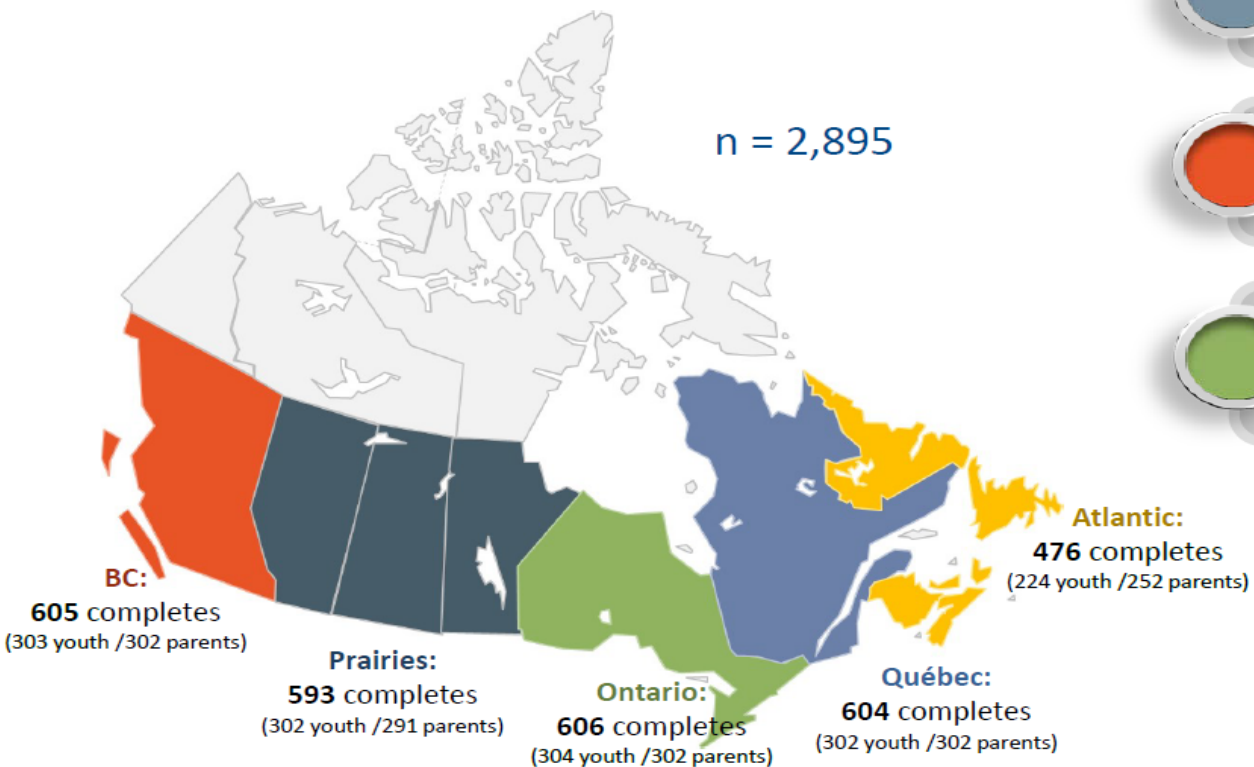 n = 2,895
Atlantic:
476 completes
(224 youth /252 parents)
BC:
605 completes
(303 youth /302 parents)
Prairies:
593 completes
(302 youth /291 parents)
Ontario:
606 completes
(304 youth /302 parents)
Québec:
604 completes
(302 youth /302 parents)